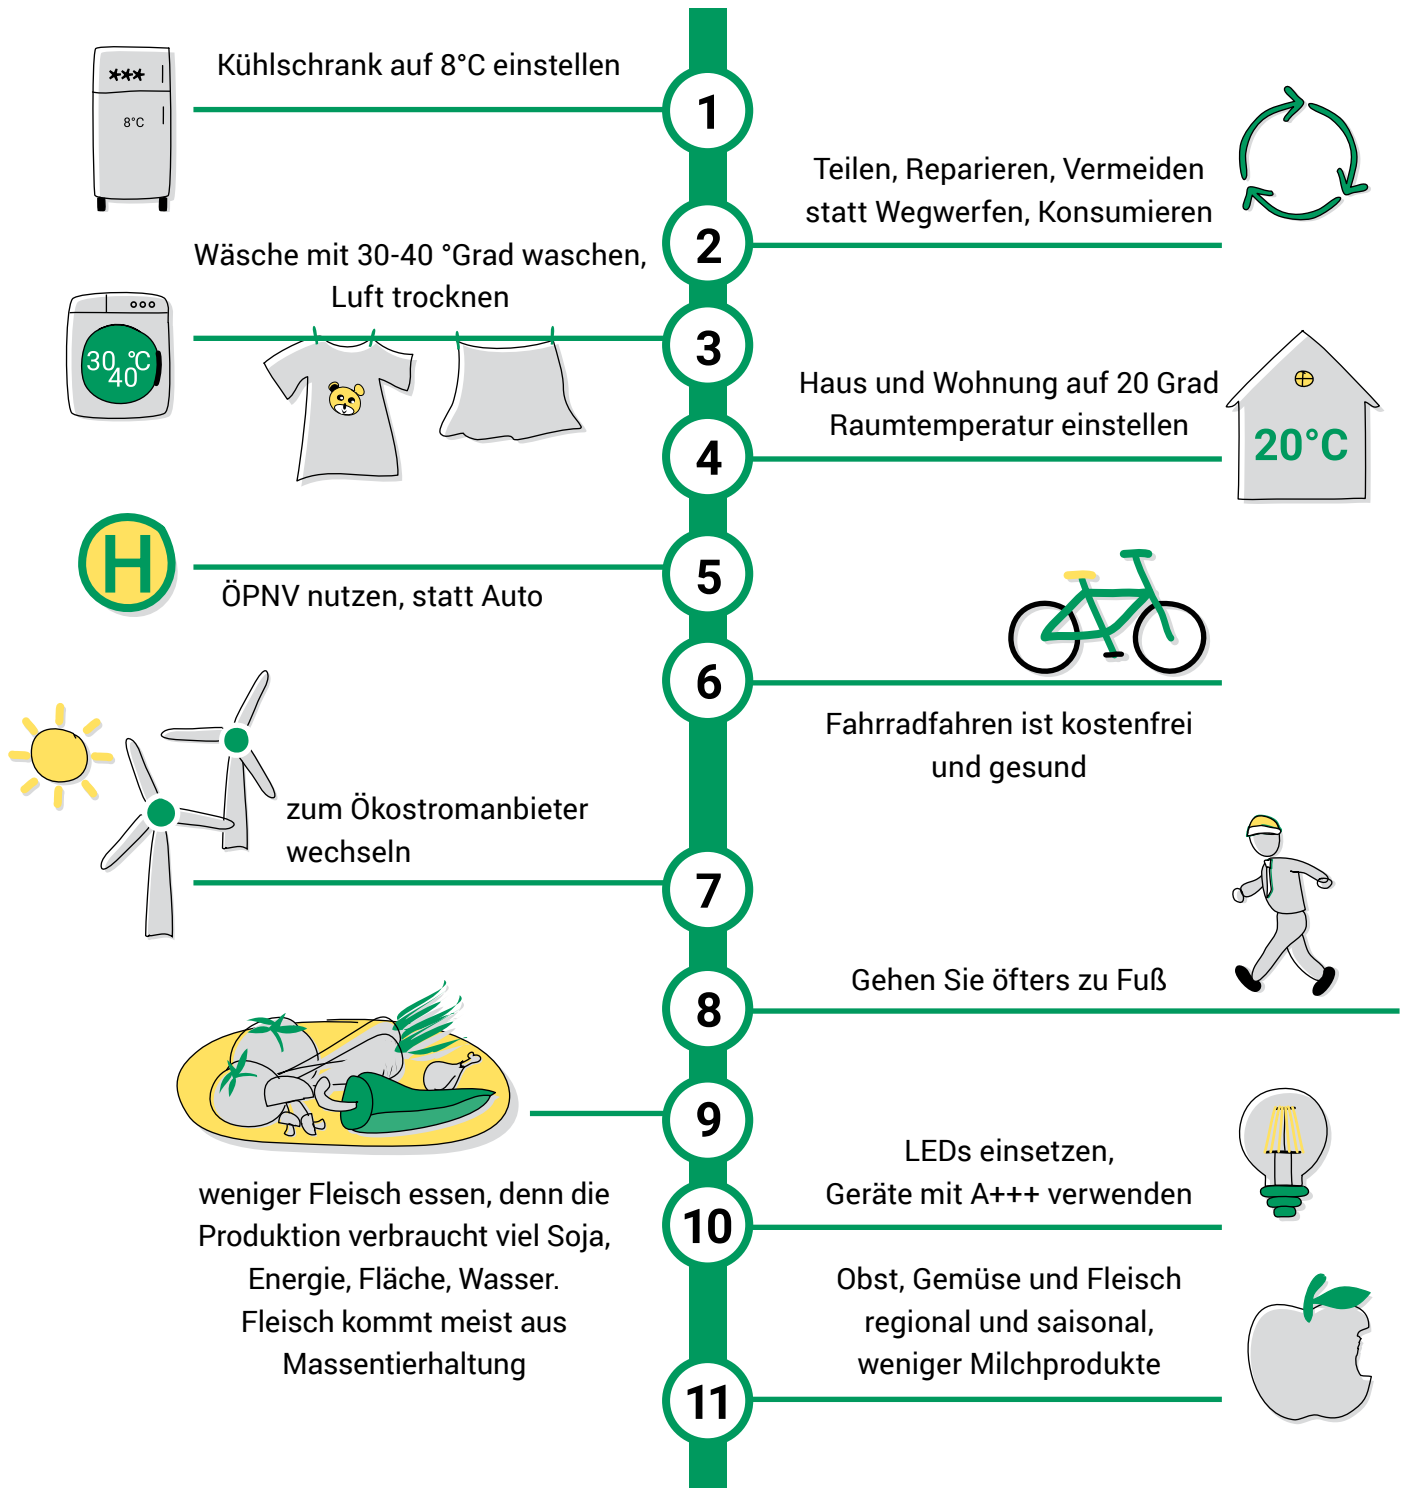 Kühlschrank auf 8°C einstellen
8°C
1
Teilen, Reparieren, Vermeiden
statt Wegwerfen, Konsumieren
2
Wäsche mit 30-40 °Grad waschen,
Luft trocknen
30 °C
40
3
Haus und Wohnung auf 20 Grad
Raumtemperatur einstellen
20°C
4
H
ÖPNV nutzen, statt Auto
5
6
Fahrradfahren ist kostenfrei
und gesund
zum Ökostromanbieter
wechseln
7
Gehen Sie öfters zu Fuß
8
9
weniger Fleisch essen, denn die
Produktion verbraucht viel Soja,
Energie, Fläche, Wasser.
Fleisch kommt meist aus
Massentierhaltung
LEDs einsetzen,
Geräte mit A+++ verwenden
10
Obst, Gemüse und Fleisch
regional und saisonal,
weniger Milchprodukte
11